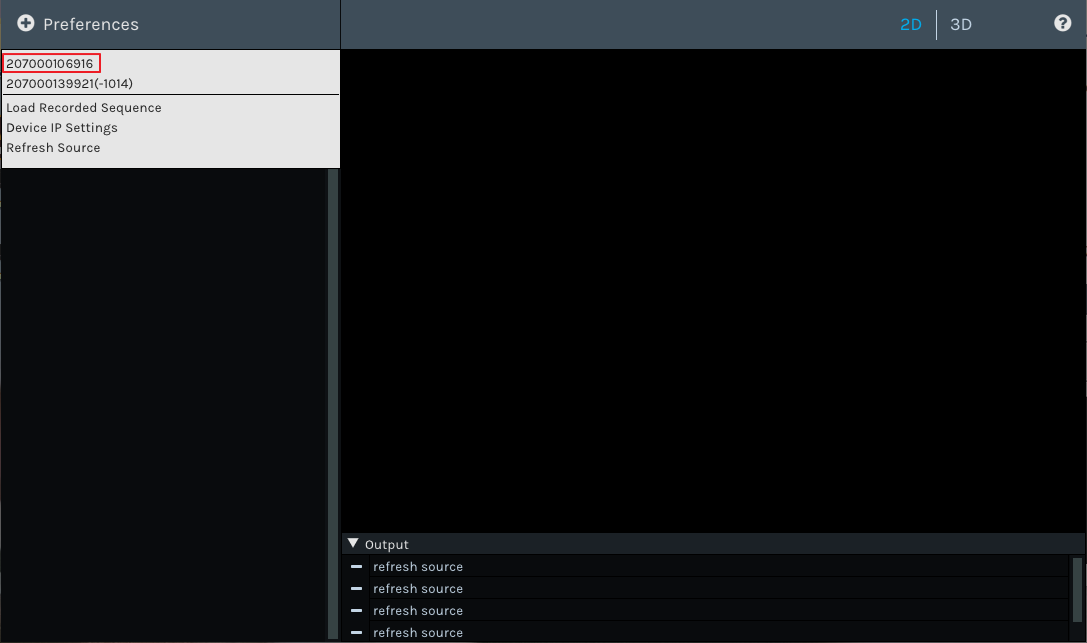 Preferences
2D
3D
?
207000106916
207000139921(-1014)
Load Recorded Sequence
Device IP Settings
Refresh Source
Output
refresh source
refresh source
refresh source
refresh source